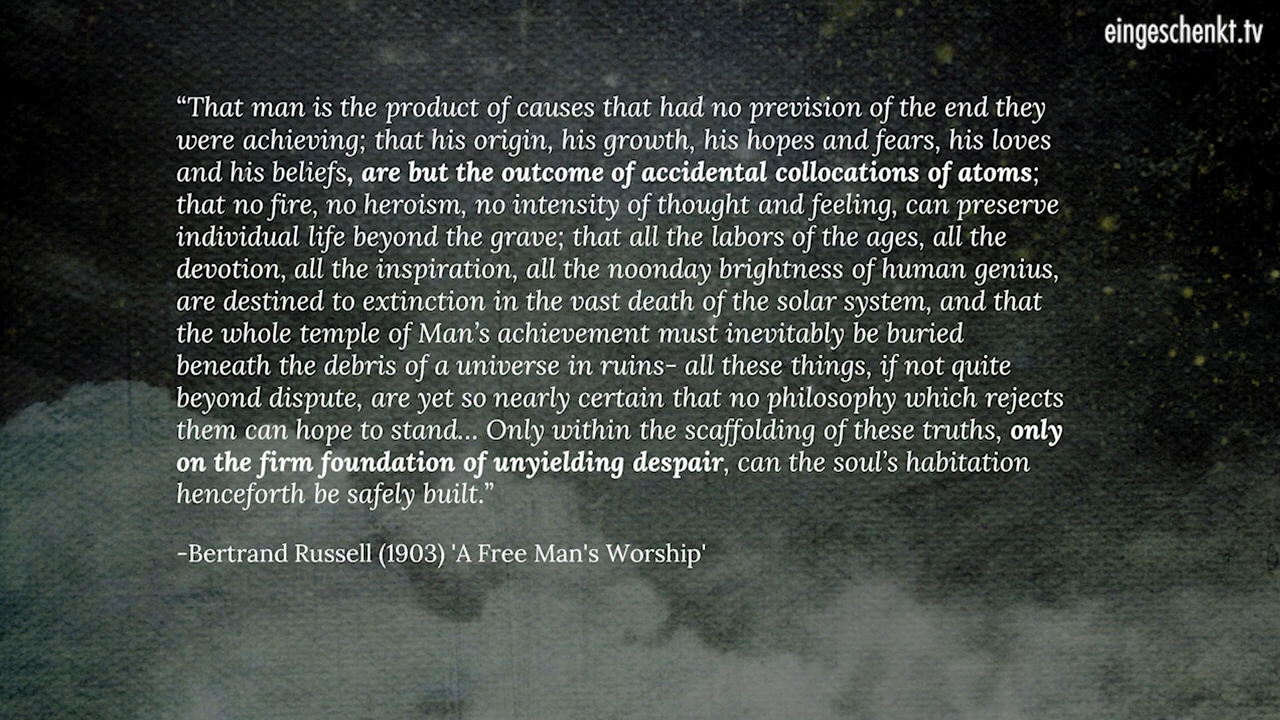 eingeschenkt.tv
“That man is the product of causes that had no prevision of the end they
were achieving; that his origin, his growth, his hopes and fears, his loves
and his beliefs, are but the outcome of accidental collocations of atoms;
that no fire, no heroism, no intensity of thought and feeling, can preserve
individual life beyond the grave; that all the labors of the ages, all the
devotion, all the inspiration, all the noonday brightness of human genius,
are destined to extinction in the vast death of the solar system, and that
the whole temple of Man’s achievement must inevitably be buried
beneath the debris of a universe in ruins- all these things, if not quite
beyond dispute, are yet so nearly certain that no philosophy which rejects
them can hope to stand… Only within the scaffolding of these truths, only
on the firm foundation of unyielding despair, can the soul’s habitation
henceforth be safely built.”
-Bertrand Russell (1903) 'A Free Man's Worship'